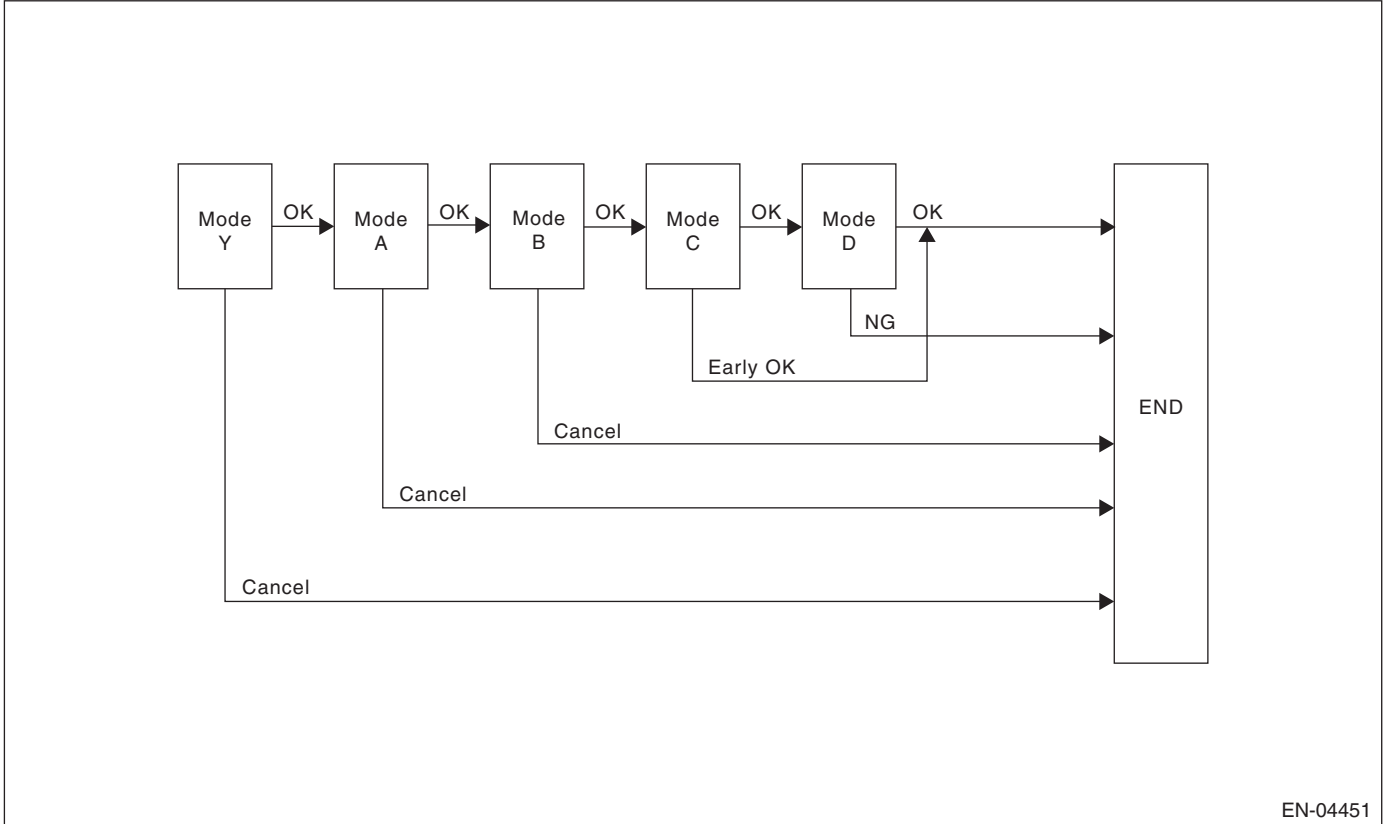 Mode
Y
OK
Mode
A
OK
Mode
B
OK
Mode
C
OK
Mode
D
OK
NG
Early OK
Cancel
Cancel
Cancel
END
EN-04451